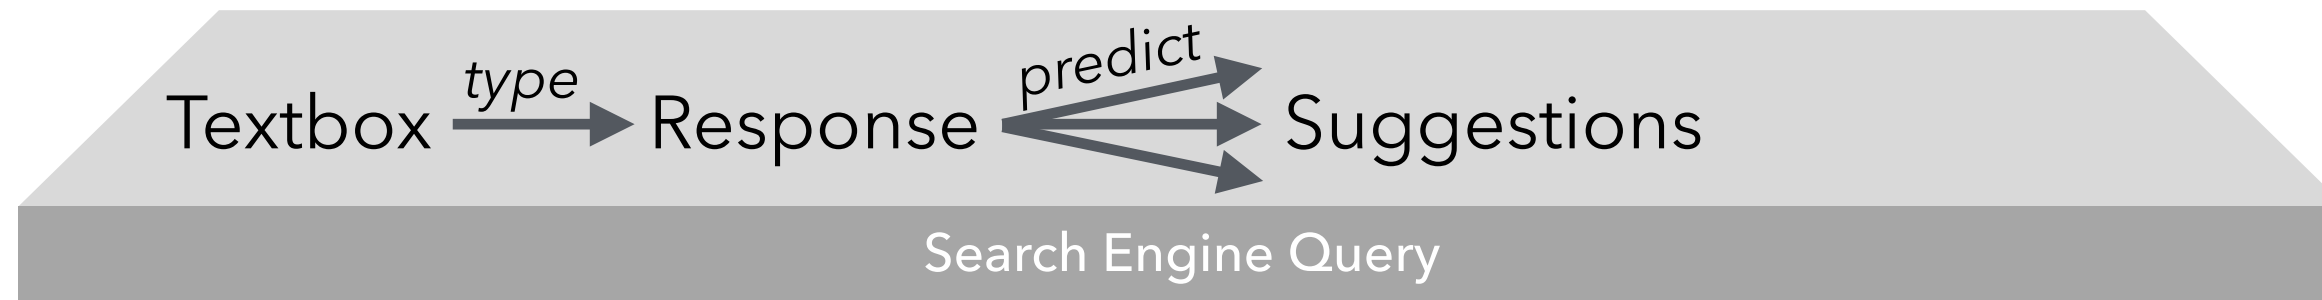 type
predict
Textbox
Response
Suggestions
Search Engine Query